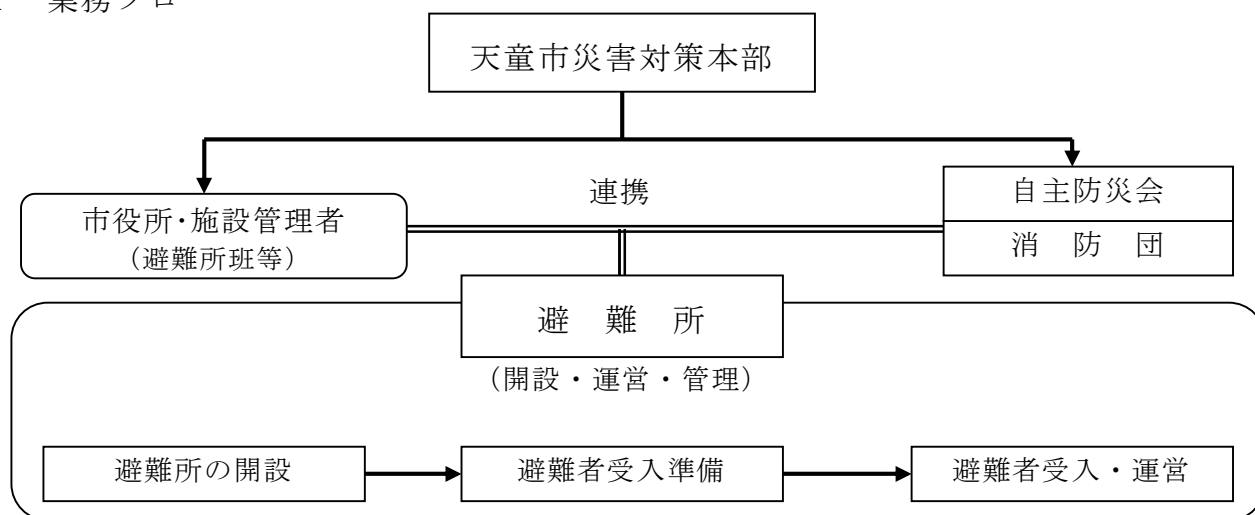 業務フロー
天童市災害対策本部
連携
市役所・施設管理者
(避難所班等)
自主防災会
消 防 団
避 難 所
(開設・運営・管理)
避難所の開設
避難者受入準備
避難者受入・運営